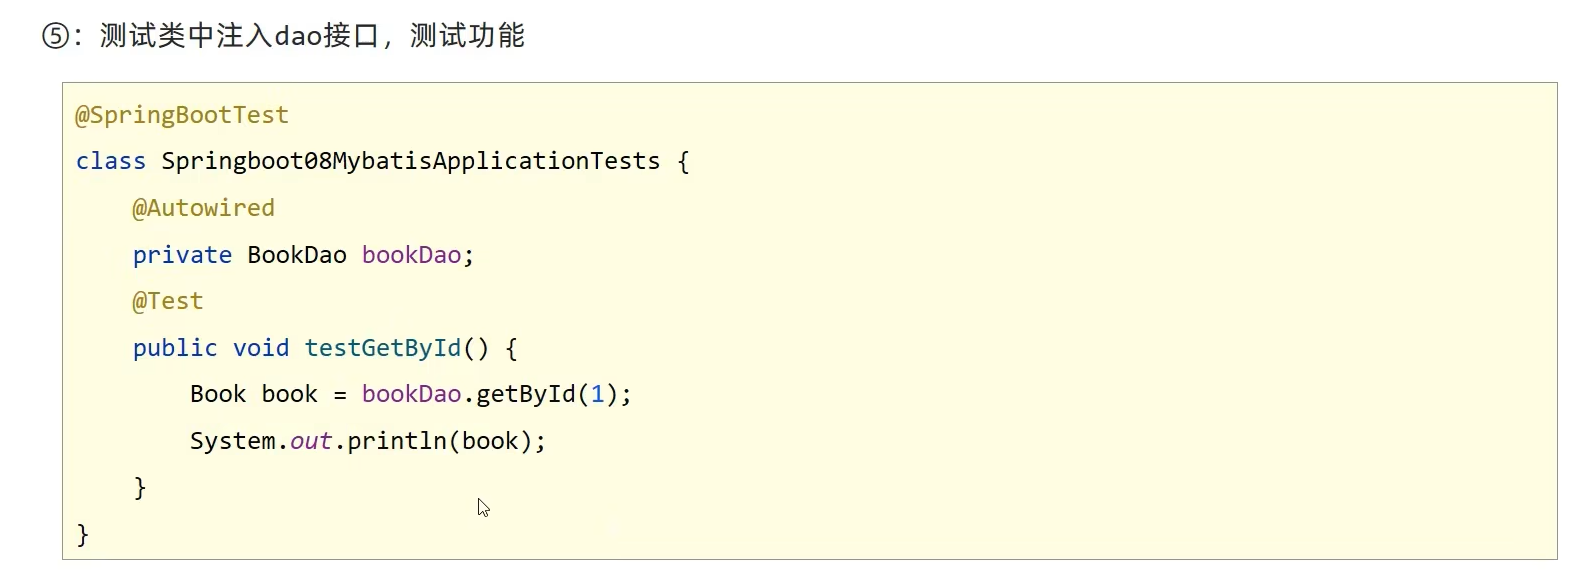 ⑤：测试类中注入dao接口，测试功能
@SpringBootTest
class Springboot08MybatisApplicationTests {
    @Autowired
    private BookDao bookDao;
    @Test
    public void testGetById() {
        Book book = bookDao.getById(1);
        System.out.println(book);
    }
}